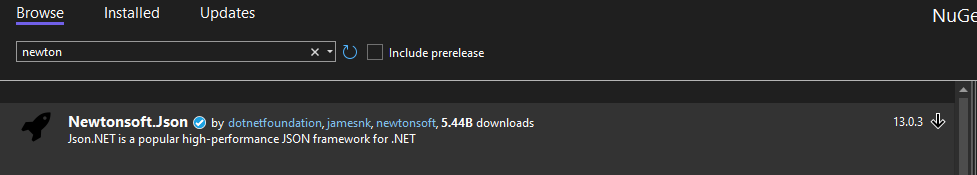 Browse Installed Updates NuGe
newton Include prerelease
Newtonsoft.Json by dotnetfoundation, jamesnk, newtonsoft, 5.44B downloads 13.0.3
Json.NET is a popular high-performance JSON framework for .NET